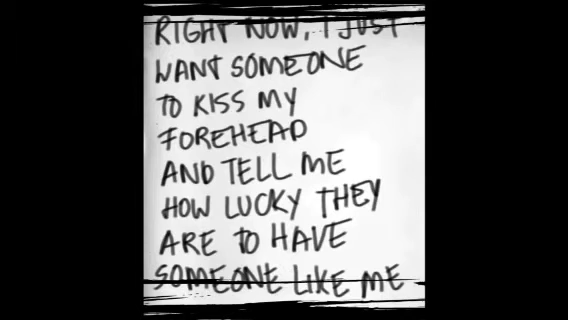 RIGHT NOW, I JUST
WANT SOMEONE
TO KISS MY
FOREHEAD
AND TELL ME
HOW LUCKY THEY
ARE TO HAVE
SOMEONE LIKE ME